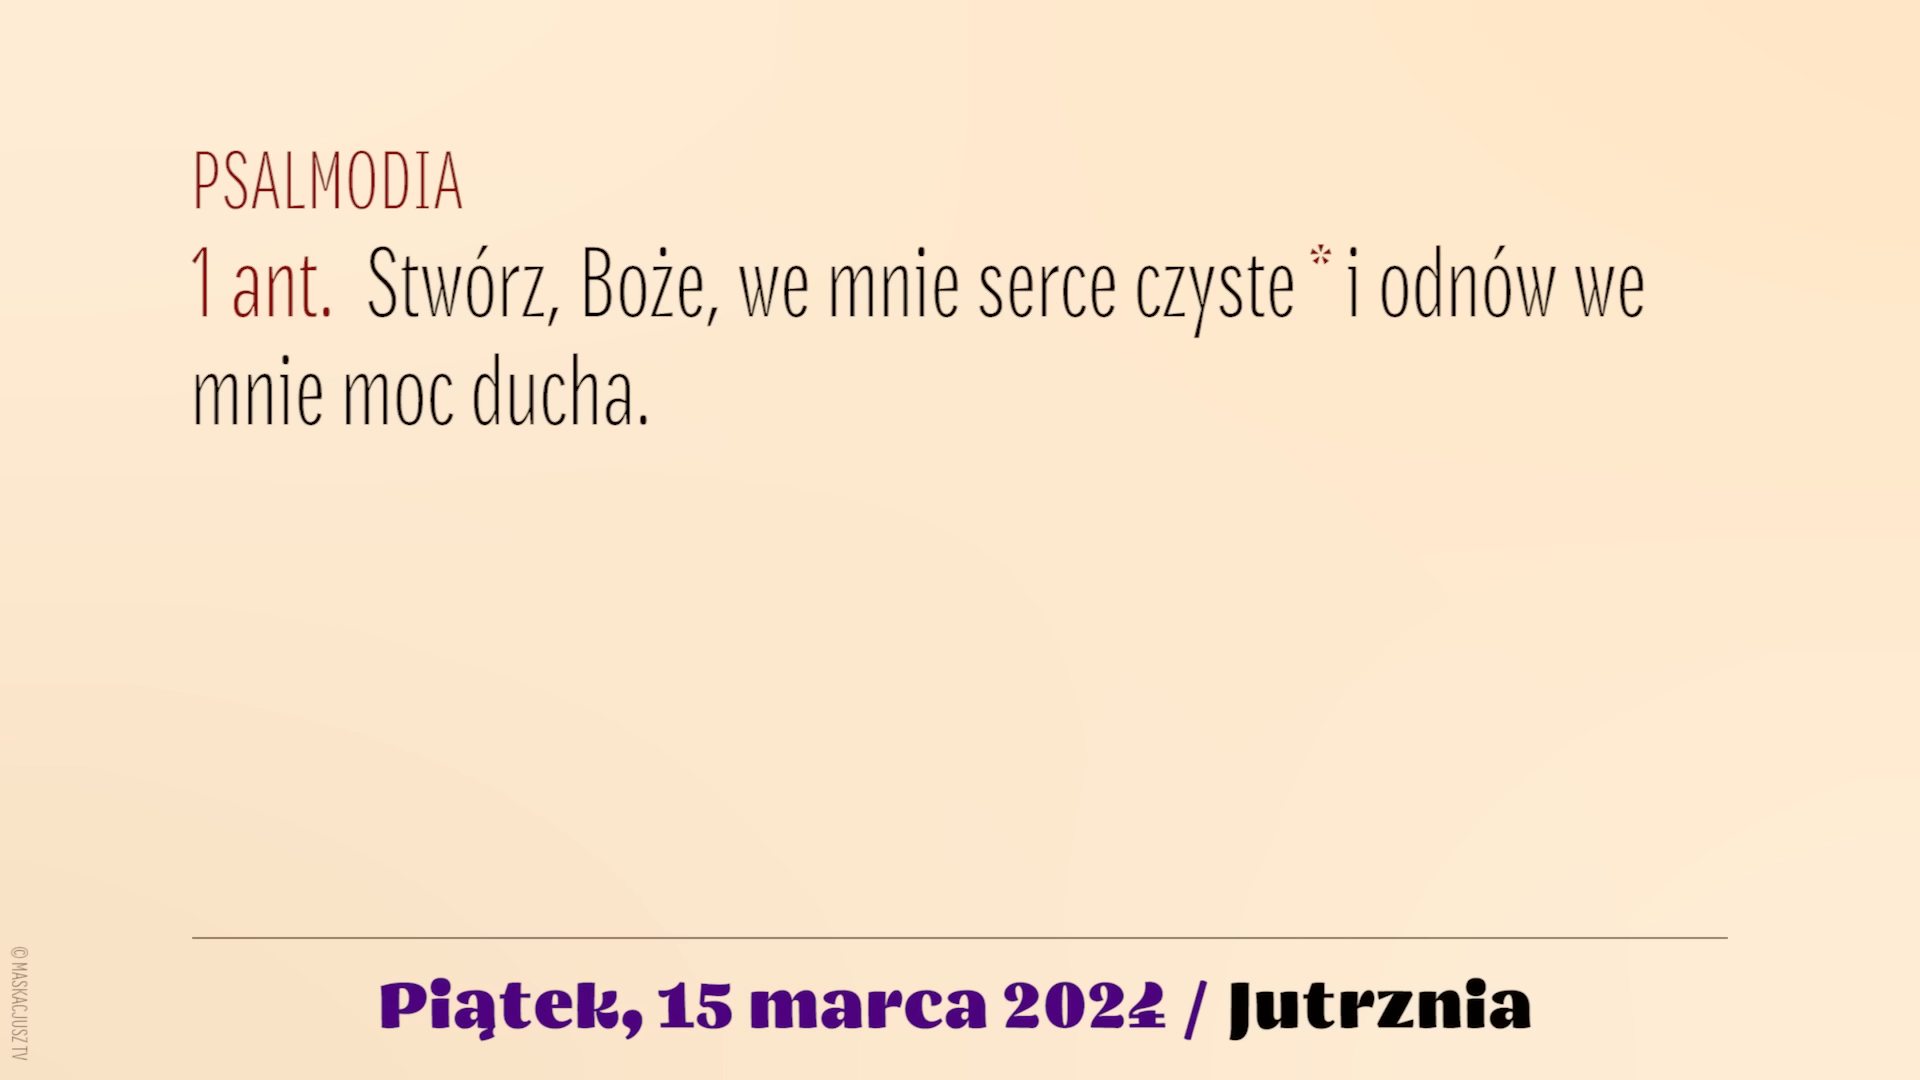 PSALMODIA
1 ant. Stwórz, Boże, we mnie serce czyste * i odnów we
mnie moc ducha.
Piątek, 15 marca 2024 / Jutrznia
© MASKACJUSZ TV